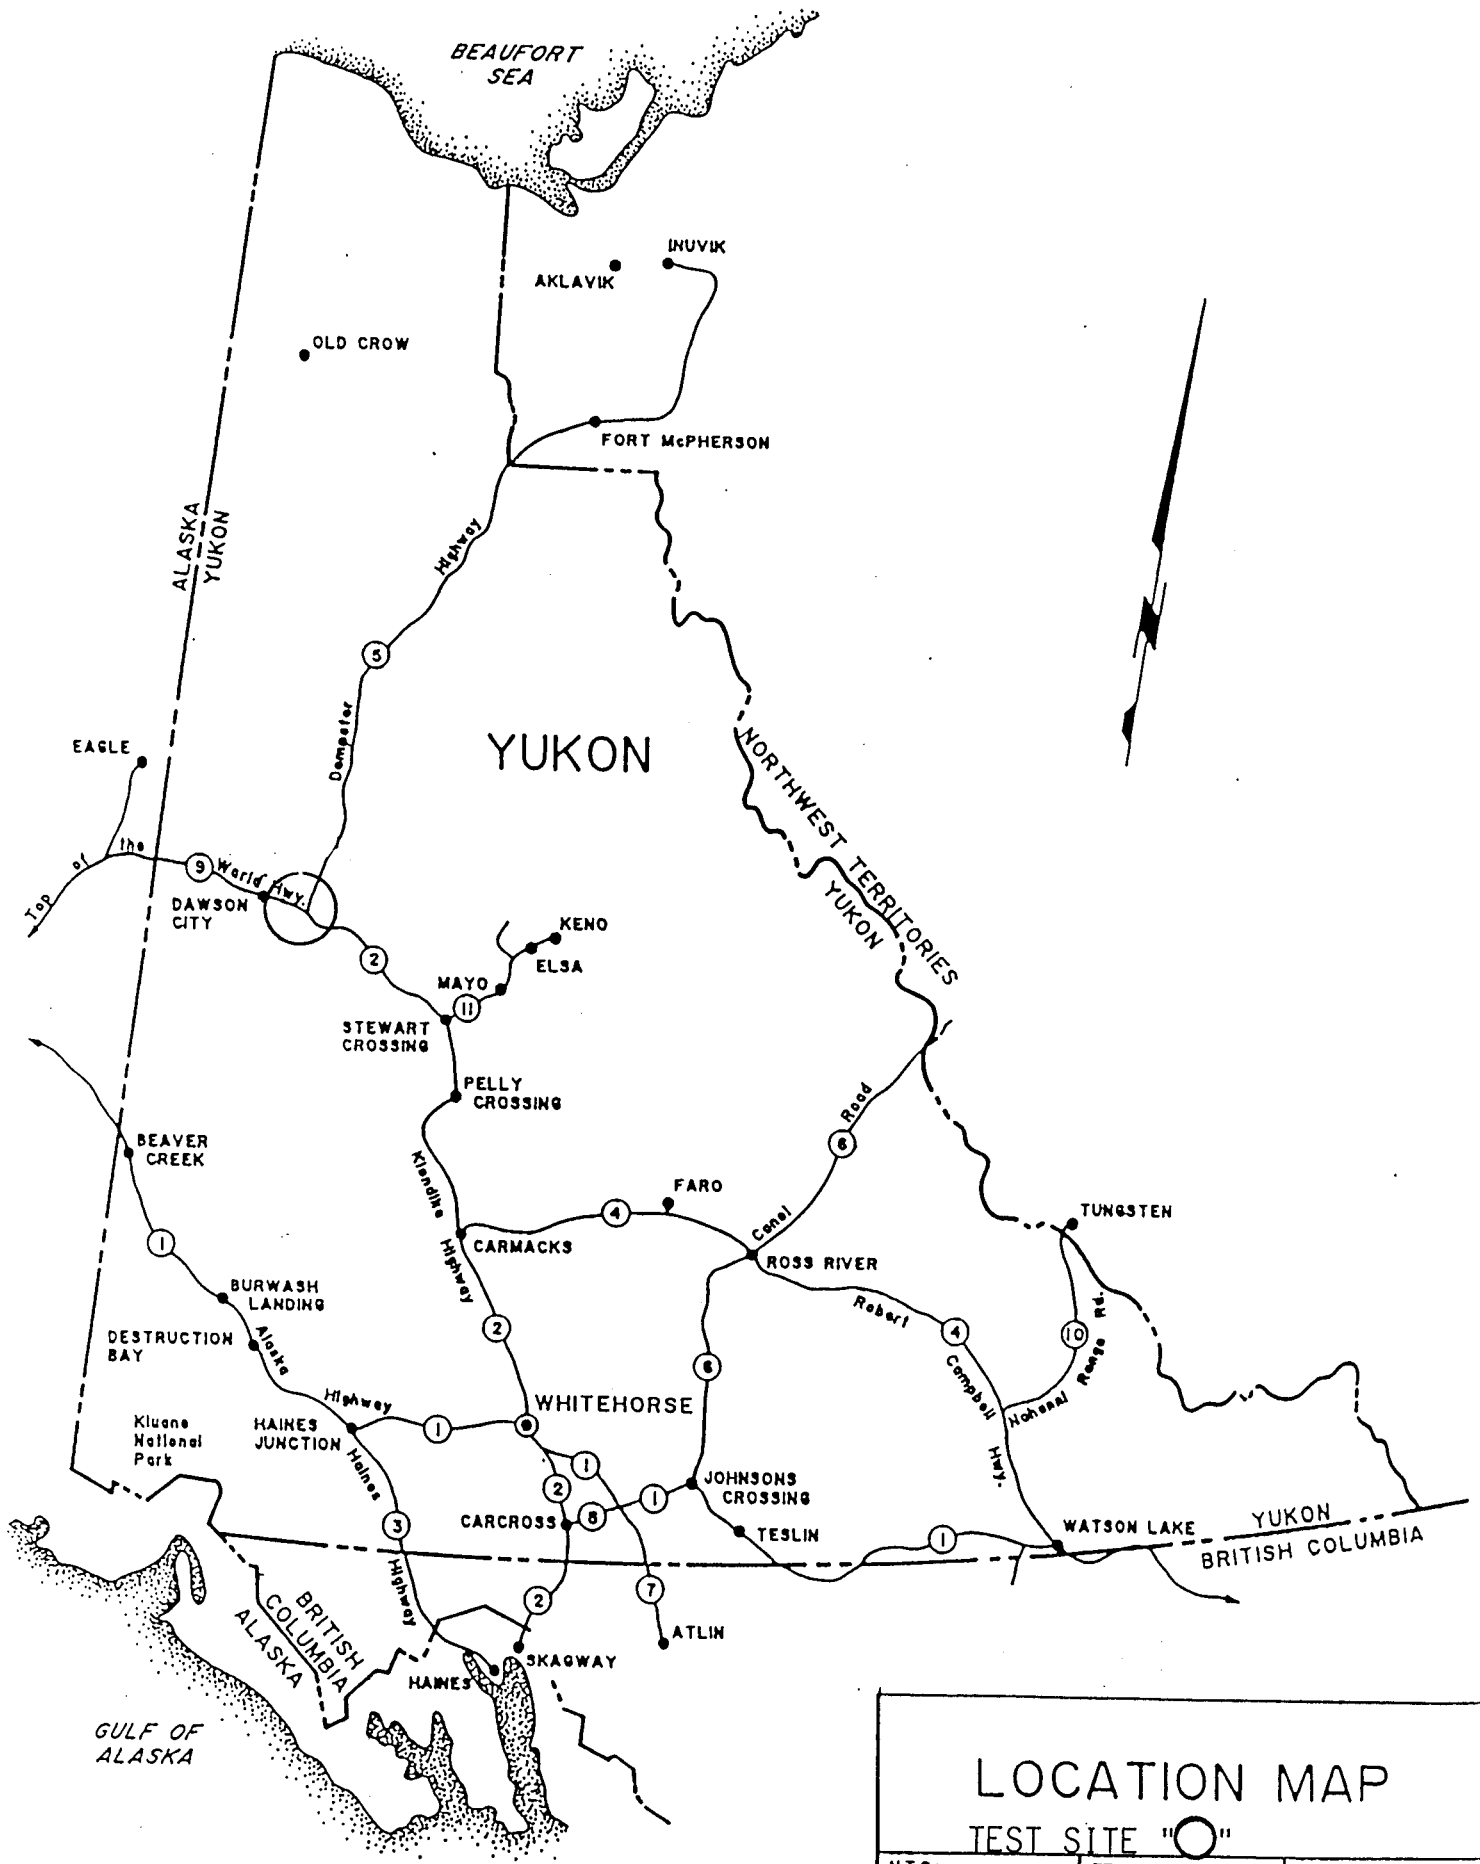 BEAUFORT
SEA
INUVIK
AKLAVIK
OLD CROW
FORT McPHERSON
ALASKA
YUKON
Highway
5
Dempster
YUKON
EAGLE
NORTHWEST TERRITORIES
YUKON
Top of the World Hwy.
9
DAWSON
CITY
2
KENO
ELSA
MAYO
11
STEWART
CROSSING
PELLY
CROSSING
BEAVER
CREEK
Klondike
Highway
Road
6
FARO
4
Canol
TUNGSTEN
CARMACKS
ROSS RIVER
1
BURWASH
LANDING
DESTRUCTION
BAY
Alaska
Highway
2
Robert
Campbell
Hwy.
4
10
Nahanni Range Rd.
6
WHITEHORSE
Kluane
National
Park
HAINES
JUNCTION
1
Haines
Highway
3
1
2
JOHNSONS
CROSSING
CARCROSS
8
1
TESLIN
1
WATSON LAKE
YUKON
BRITISH COLUMBIA
BRITISH
COLUMBIA
ALASKA
2
7
ATLIN
SKAGWAY
HAINES
GULF OF
ALASKA
LOCATION MAP
TEST SITE "O"